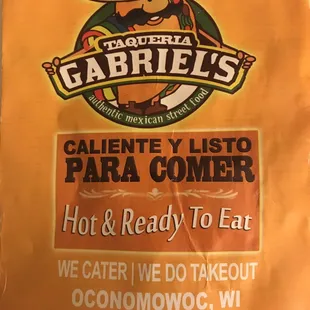 TAQUERIA
GABRIEL'S
authentic mexican street food
CALIENTE Y LISTO
PARA COMER
Hot & Ready To Eat
WE CATER | WE DO TAKEOUT
OCONOMOWOC, WI